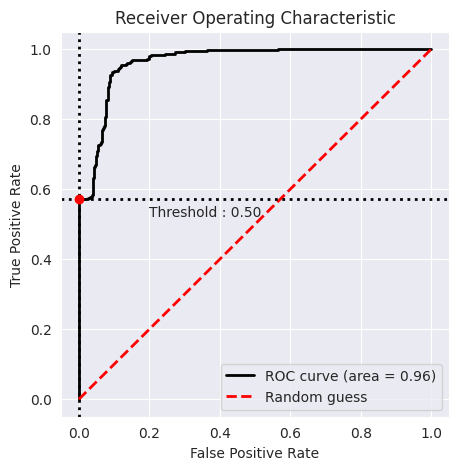 Receiver Operating Characteristic
True Positive Rate
1.0
0.8
0.6
0.4
0.2
0.0
Threshold : 0.50
ROC curve (area = 0.96)
Random guess
0.0 0.2 0.4 0.6 0.8 1.0
False Positive Rate